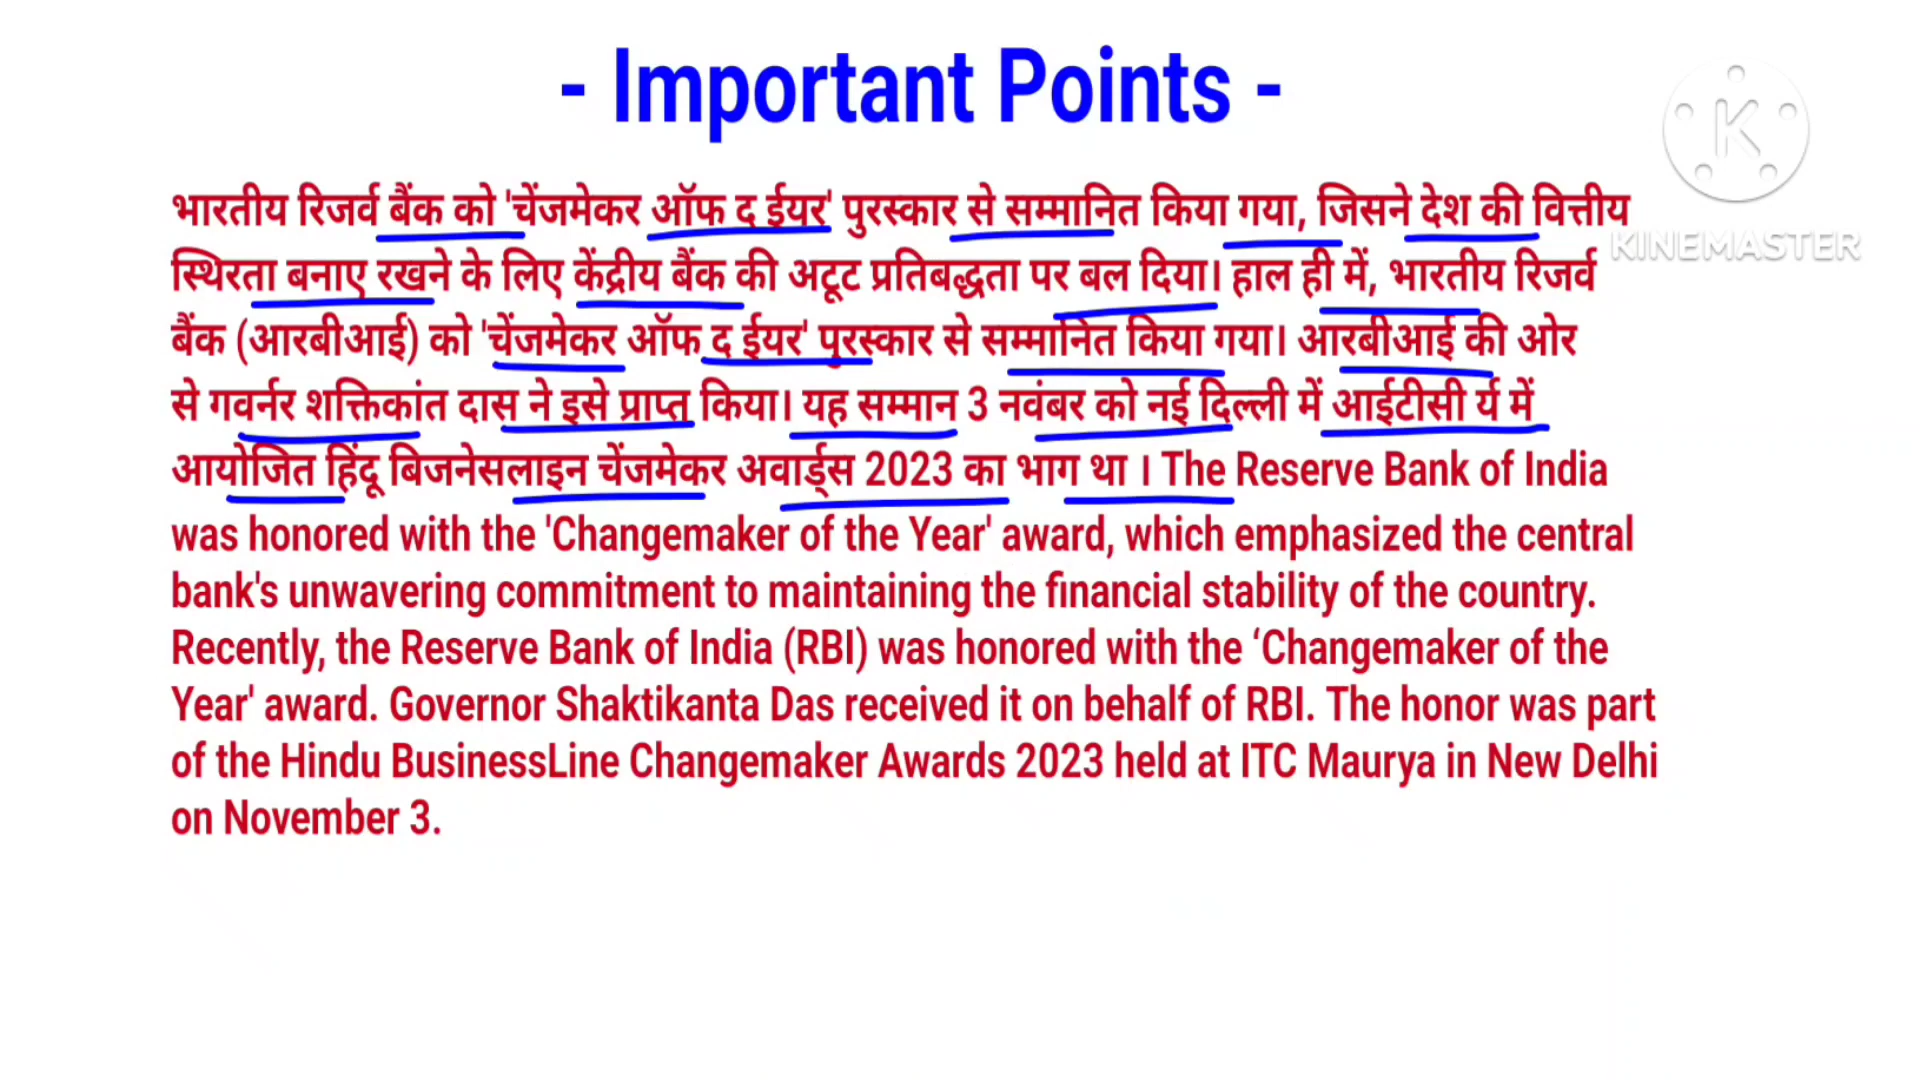 - Important Points -
K
KINEMASTER
भारतीय रिजर्व बैंक को 'चेंजमेकर ऑफ द ईयर' पुरस्कार से सम्मानित किया गया, जिसने देश की वित्तीय
स्थिरता बनाए रखने के लिए केंद्रीय बैंक की अटूट प्रतिबद्धता पर बल दिया। हाल ही में, भारतीय रिजर्व
बैंक (आरबीआई) को 'चेंजमेकर ऑफ द ईयर' पुरस्कार से सम्मानित किया गया। आरबीआई की ओर
से गवर्नर शक्तिकांत दास ने इसे प्राप्त किया। यह सम्मान 3 नवंबर को नई दिल्ली में आईटीसी र्य में
आयोजित हिंदू बिजनेसलाइन चेंजमेकर अवार्ड्स 2023 का भाग था । The Reserve Bank of India
was honored with the 'Changemaker of the Year' award, which emphasized the central
bank's unwavering commitment to maintaining the financial stability of the country.
Recently, the Reserve Bank of India (RBI) was honored with the ‘Changemaker of the
Year' award. Governor Shaktikanta Das received it on behalf of RBI. The honor was part
of the Hindu BusinessLine Changemaker Awards 2023 held at ITC Maurya in New Delhi
on November 3.